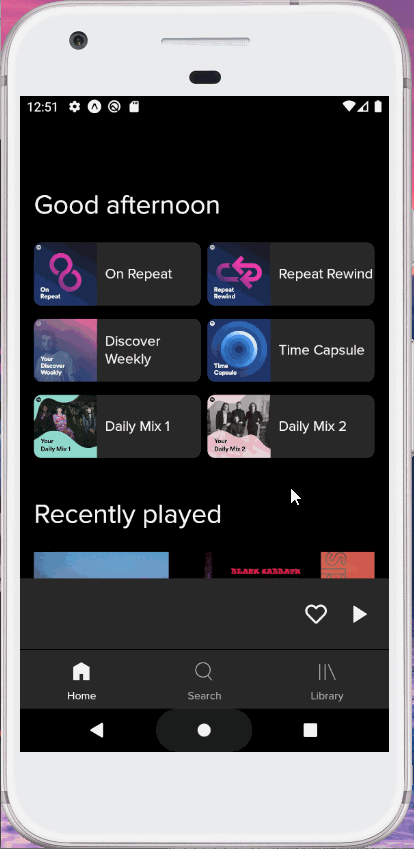 12:51
Good afternoon
On
Repeat
On Repeat
Repeat
Rewind
Repeat Rewind
Your
Discover
Weekly
Discover
Weekly
Time
Capsule
Time Capsule
Your
Daily Mix 1
Daily Mix 1
Your
Daily Mix 2
Daily Mix 2
Recently played
BLACK SABBATH
Home
Search
Library